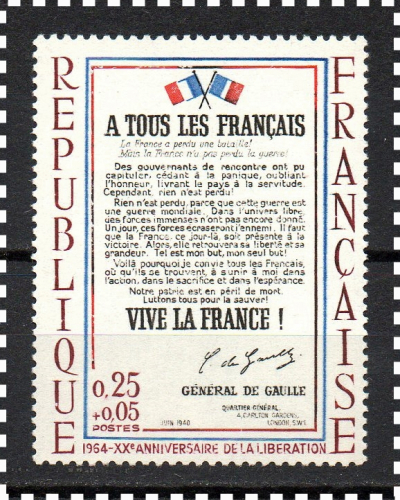 RÉPUBLIQUE
FRANÇAISE
A TOUS LES FRANÇAIS
La France a perdu une bataille!
Mais la France n'a pas perdu la guerre!
Des gouvernants de rencontre ont pu
capituler, cédant à la panique, oubliant
l'honneur, livrant le pays à la servitude.
Cependant, rien n'est perdu!
Rien n'est perdu, parce que cette guerre est
une guerre mondiale. Dans l'univers libre,
des forces immenses n'ont pas encore donné.
Un jour, ces forces écraseront l'ennemi. Il faut
que la France, ce jour-là, soit présente à la
victoire. Alors, elle retrouvera sa liberté et sa
grandeur. Tel est mon but, mon seul but!
Voilà pourquoi je convie tous les Français,
où qu'ils se trouvent, à s'unir à moi dans
l'action, dans le sacrifice et dans l'espérance.
Notre patrie est en péril de mort.
Luttons tous pour la sauver!
VIVE LA FRANCE !
C. de Gaulle
GÉNÉRAL DE GAULLE
0,25
+0,05
POSTES
JUIN 1940
QUARTIER-GÉNÉRAL,
4, CARLTON GARDENS,
LONDON, S.W.1.
1964-XXe ANNIVERSAIRE DE LA LIBERATION